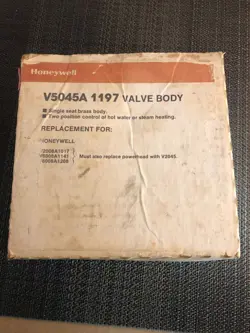 Honeywell
V5045A 1197 VALVE BODY
■ Single seat brass body.
■ Two position control of hot water or steam heating.
REPLACEMENT FOR:
HONEYWELL
} Must also replace powerhead with V2045.